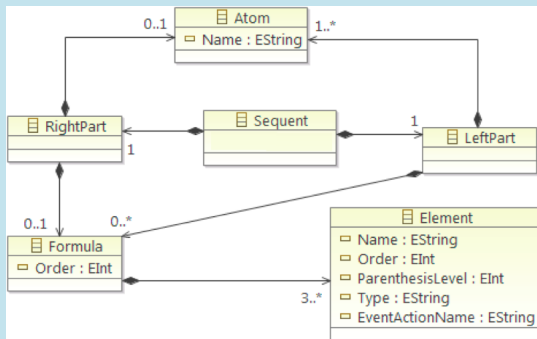 Atom
0..1
1..*
Name : EString
RightPart
Sequent
LeftPart
1
1
0..1
0..*
Formula
Order : EInt
3..*
Element
Name : EString
Order : EInt
ParenthesisLevel : EInt
Type : EString
EventActionName : EString